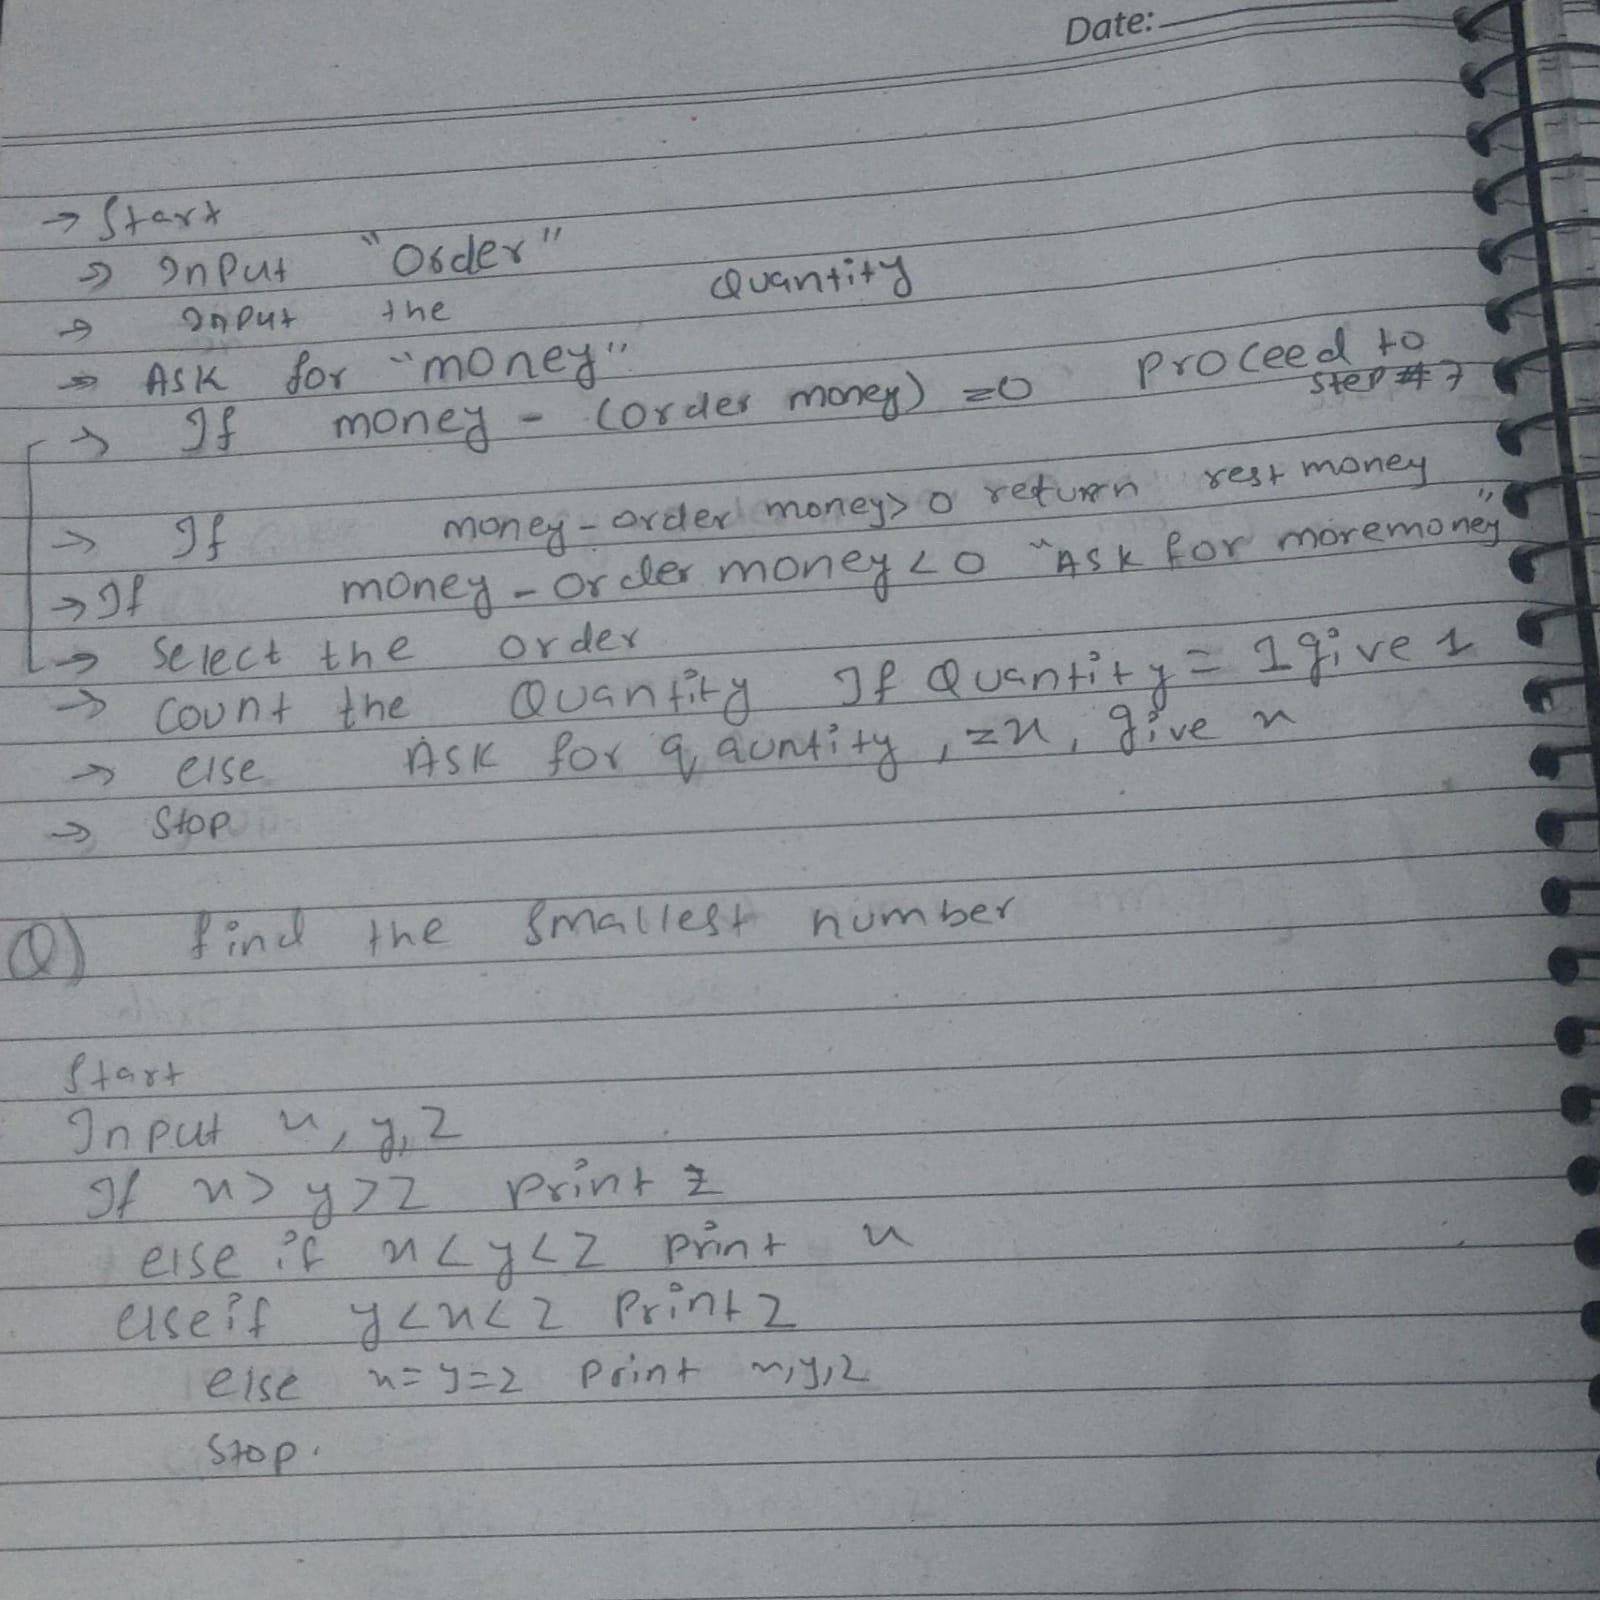 Date:
→ Start
→ Input "Order"
→ Input the Quantity
→ Ask for "money"
→ If money - (order money) =0 Proceed to step # 7
→ If money - order money > 0 return rest money
→ If money - order money < 0 "Ask for more money"
→ Select the order
→ count the Quantity If Quantity = 1 give 1
→ else Ask for q auntity, = x, give x
→ Stop
Q) find the smallest number
Start
Input x, y, z
If x > y > z print z
else if x < y < z print x
else if y < x < z Print z
else x = y = z print x, y, z
Stop.